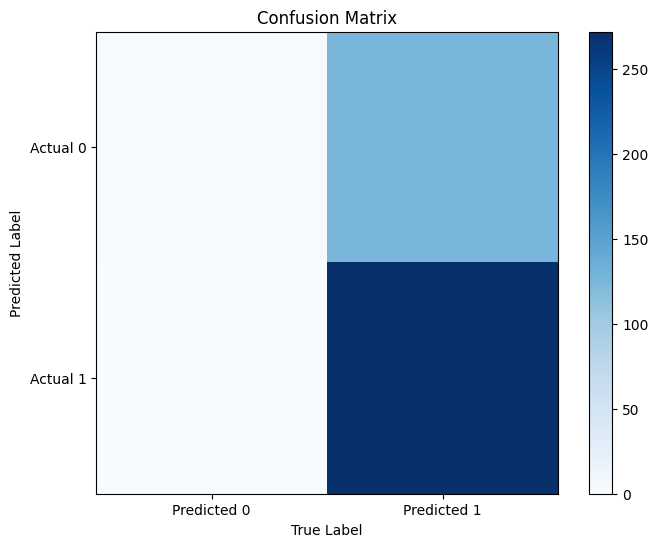 Confusion Matrix
Predicted Label
Actual 0
Actual 1
Predicted 0
Predicted 1
True Label
250
200
150
100
50
0